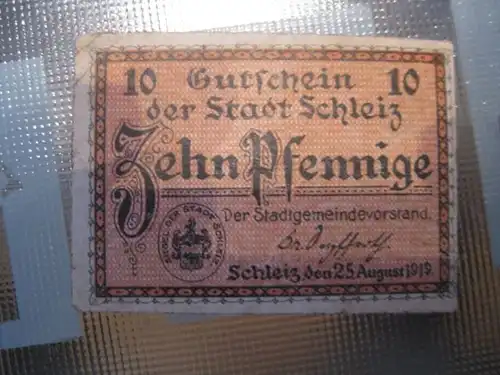 10 Gutschein 10
der Stadt Schleiz
Zehn Pfennige
Der Stadtgemeindevorstand.
Schleiz, den 25. August 1919.